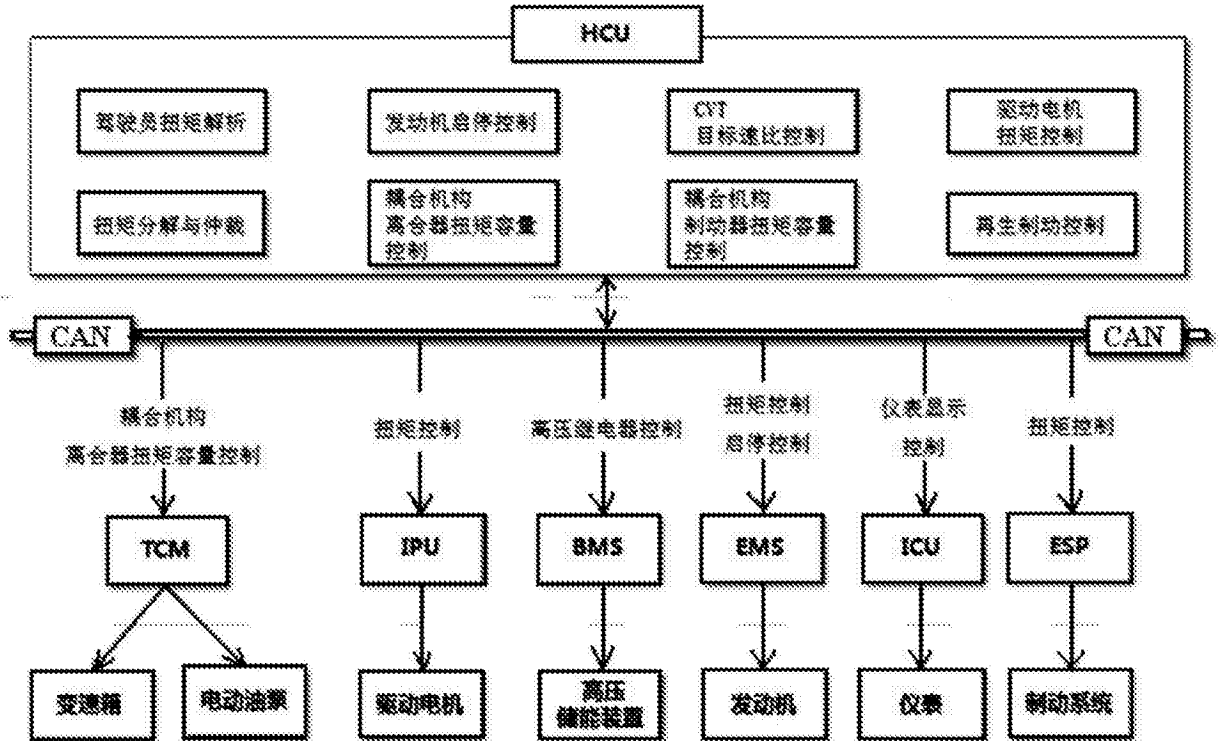 HCU
驾驶员扭矩解析
发动机启停控制
CVT
目标速比控制
驱动电机
扭矩控制
扭矩分解与仲裁
耦合机构
离合器扭矩容量
控制
耦合机构
制动器扭矩容量
控制
再生制动控制
CAN
CAN
耦合机构
离合器扭矩容量控制
扭矩控制
高压继电器控制
扭矩控制
启停控制
仪表显示
控制
扭矩控制
TCM
IPU
BMS
EMS
ICU
ESP
变速箱
电动油泵
驱动电机
高压
储能装置
发动机
仪表
制动系统